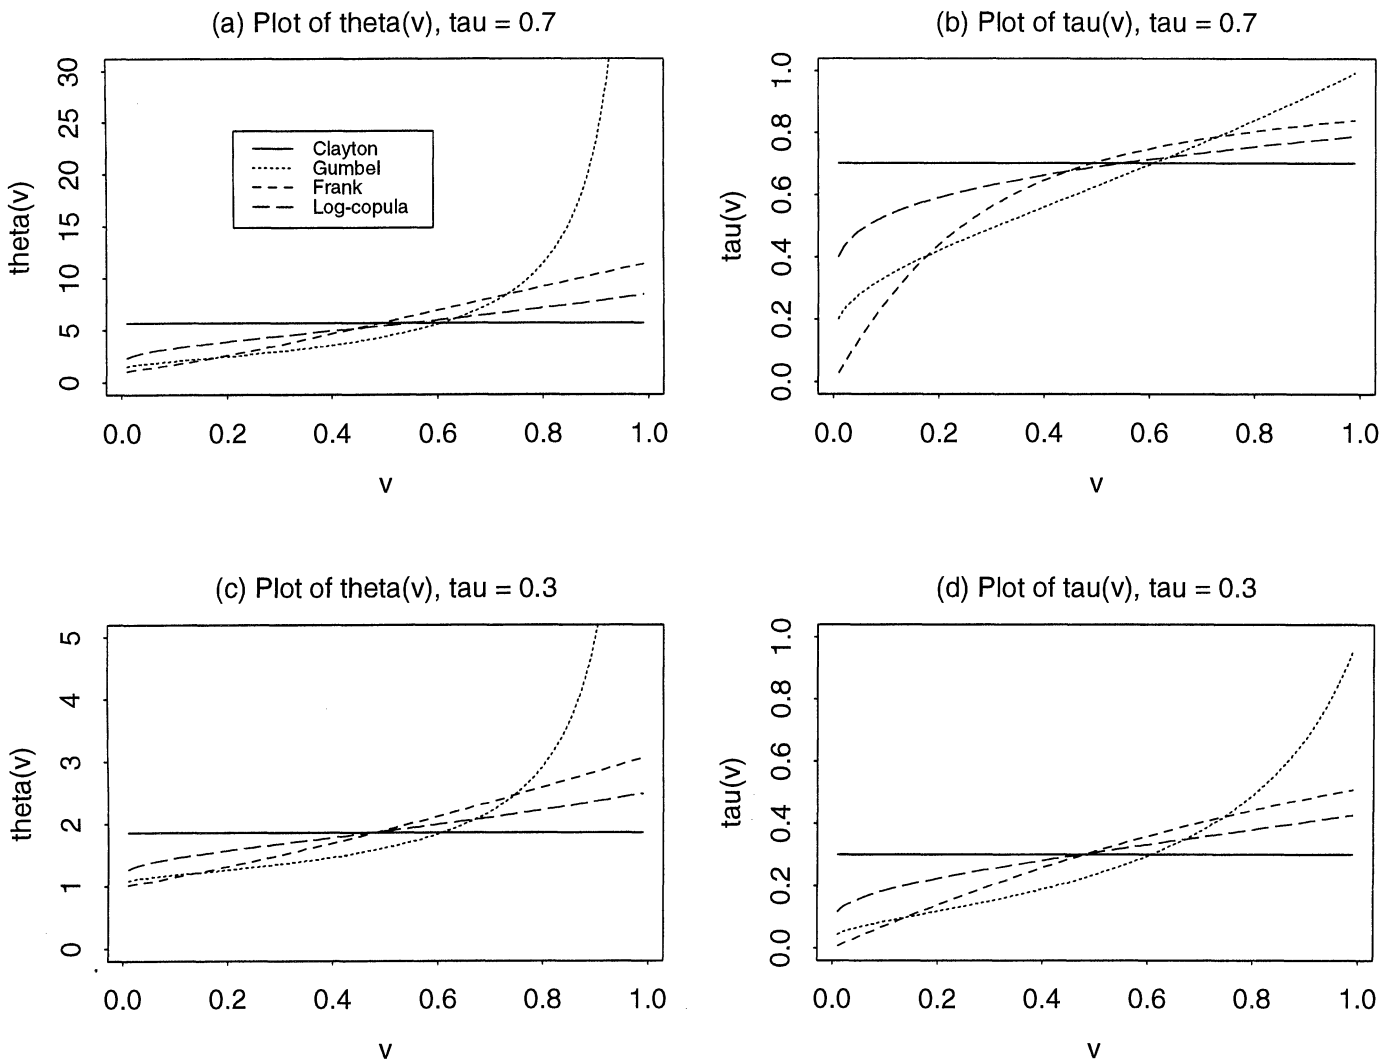 (a) Plot of theta(v), tau = 0.7
theta(v)
30
25
20
15
10
5
0
Clayton
Gumbel
Frank
Log-copula
0.0 0.2 0.4 0.6 0.8 1.0
v
(b) Plot of tau(v), tau = 0.7
tau(v)
1.0
0.8
0.6
0.4
0.2
0.0
0.0 0.2 0.4 0.6 0.8 1.0
v
(c) Plot of theta(v), tau = 0.3
theta(v)
5
4
3
2
1
0
0.0 0.2 0.4 0.6 0.8 1.0
v
(d) Plot of tau(v), tau = 0.3
tau(v)
1.0
0.8
0.6
0.4
0.2
0.0
0.0 0.2 0.4 0.6 0.8 1.0
v